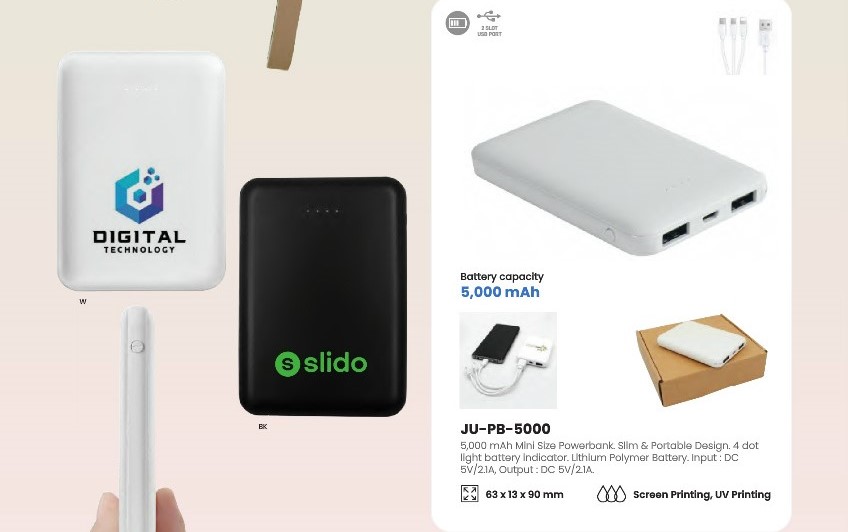 2 SLOT
USB PORT
DIGITAL
TECHNOLOGY
W
slido
BK
Battery capacity
5,000 mAh
JU-PB-5000
5,000 mAh Mini Size Powerbank. Slim & Portable Design. 4 dot
light battery indicator. Lithium Polymer Battery. Input : DC
5V/2.1A, Output : DC 5V/2.1A.
63 x 13 x 90 mm
Screen Printing, UV Printing